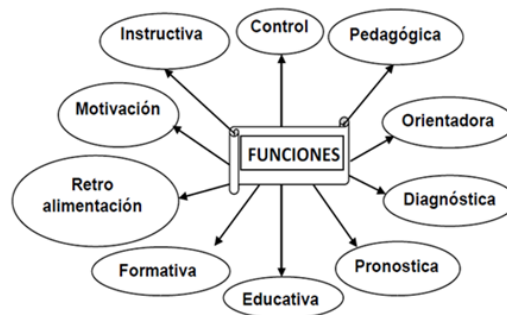 Control
Instructiva
Pedagógica
Motivación
Orientadora
FUNCIONES
Retro
alimentación
Diagnóstica
Formativa
Pronostica
Educativa